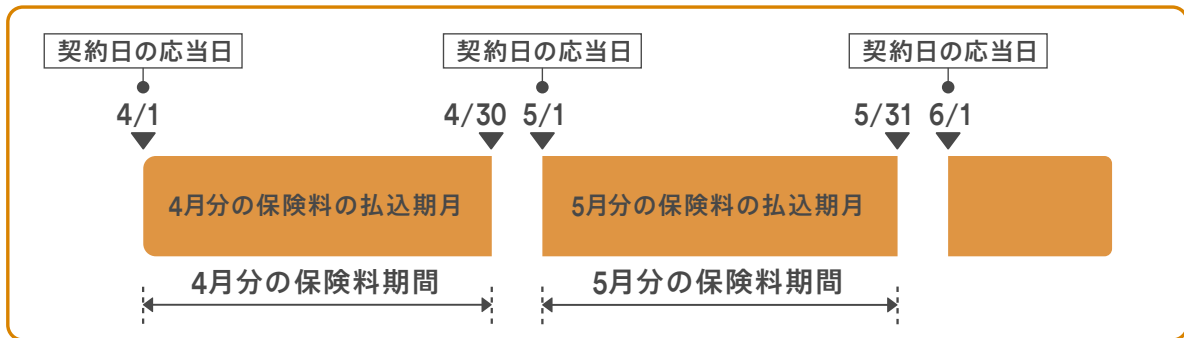 契約日の応当日 契約日の応当日 契約日の応当日
4/1 4/30 5/1 5/31 6/1
4月分の保険料の払込期月 5月分の保険料の払込期月
4月分の保険料期間 5月分の保険料期間